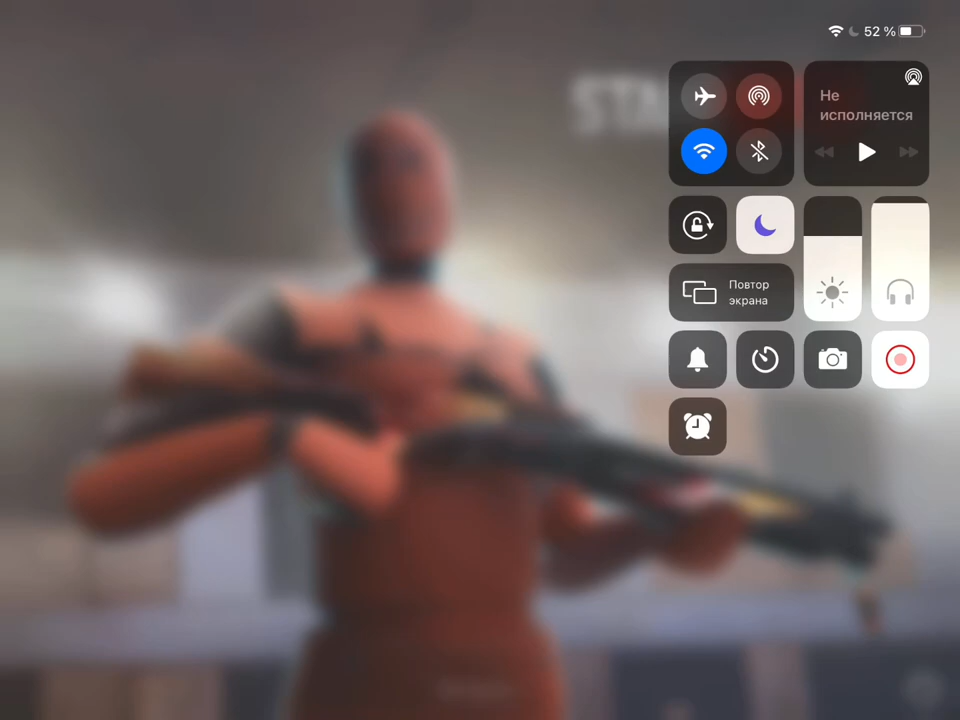 52 %
Не
исполняется
Повтор
экрана